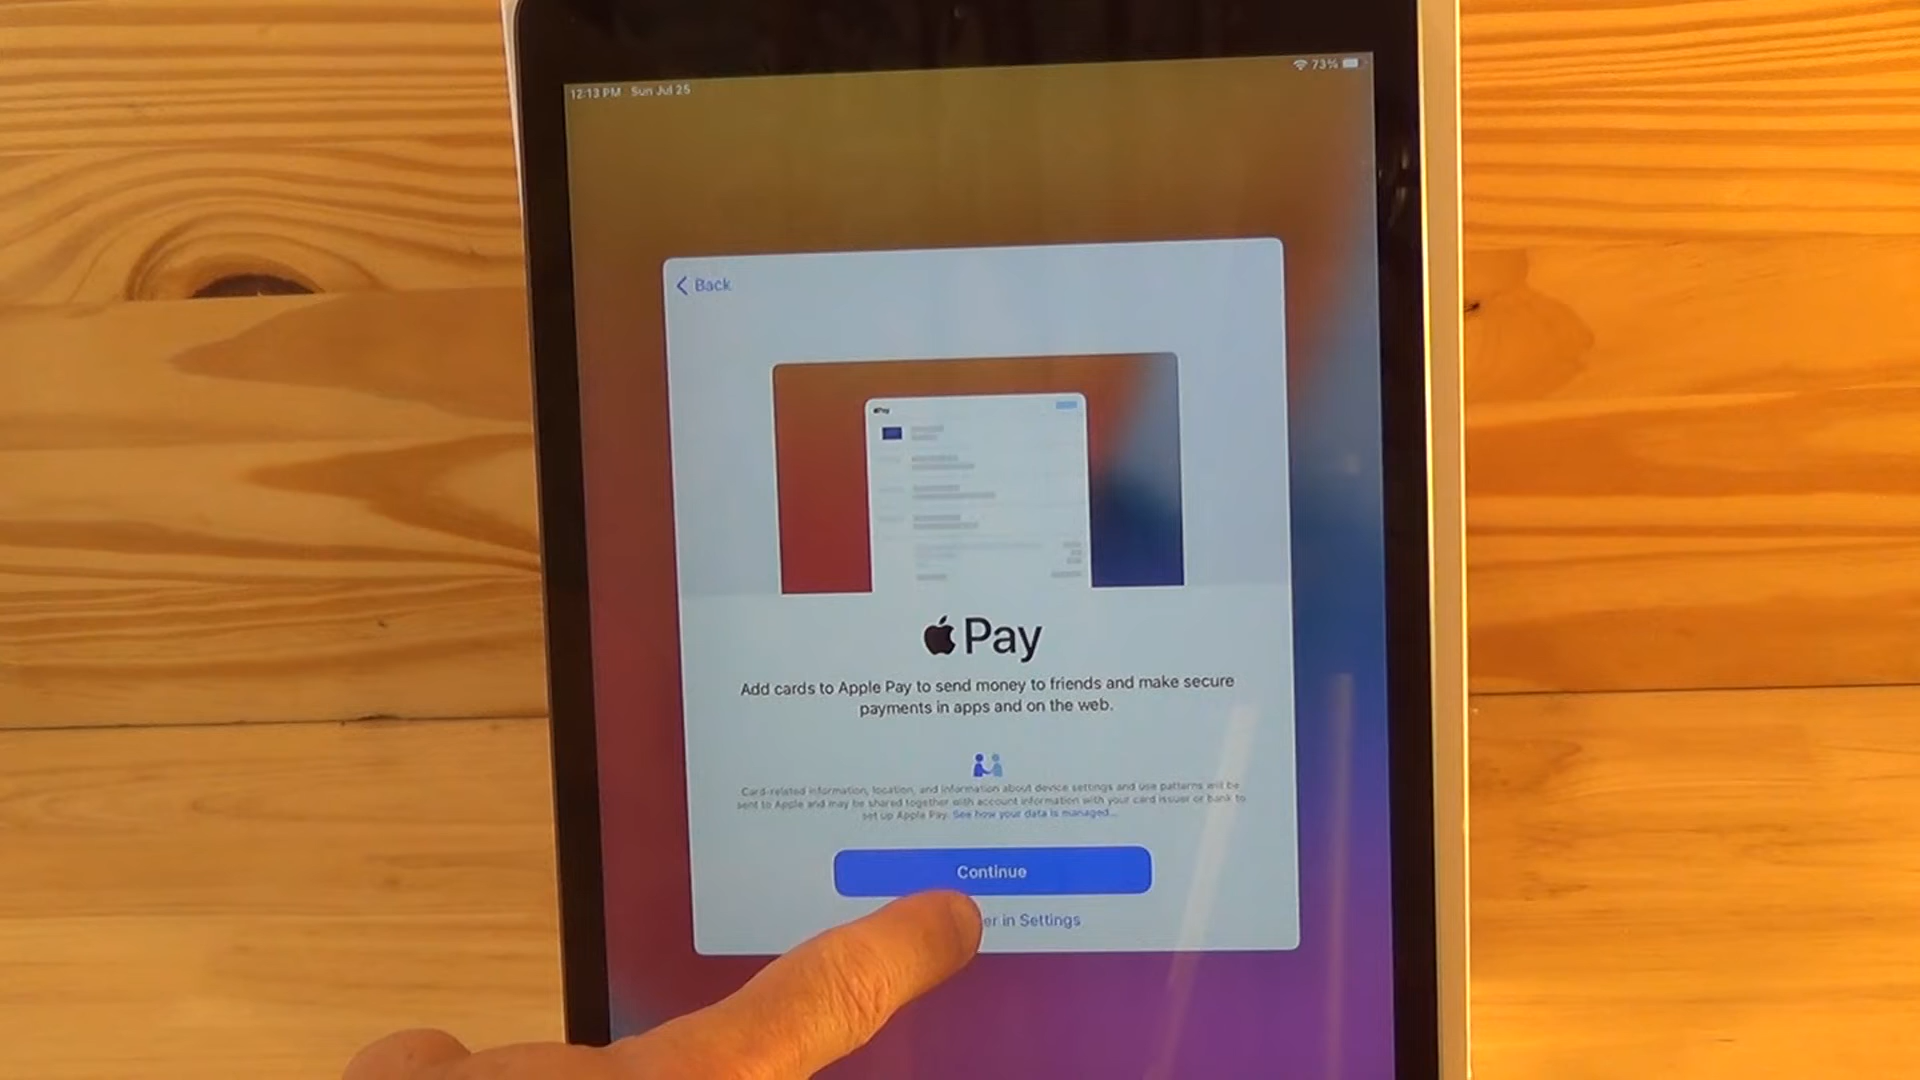 12:13 PM Sun Jul 25
73%
Back
Pay
Pay
Add cards to Apple Pay to send money to friends and make secure
payments in apps and on the web.
Card-related information, location, and information about device settings and use patterns will be
sent to Apple and may be shared together with account information with your card issuer or bank to
set up Apple Pay. See how your data is managed...
Continue
in Settings